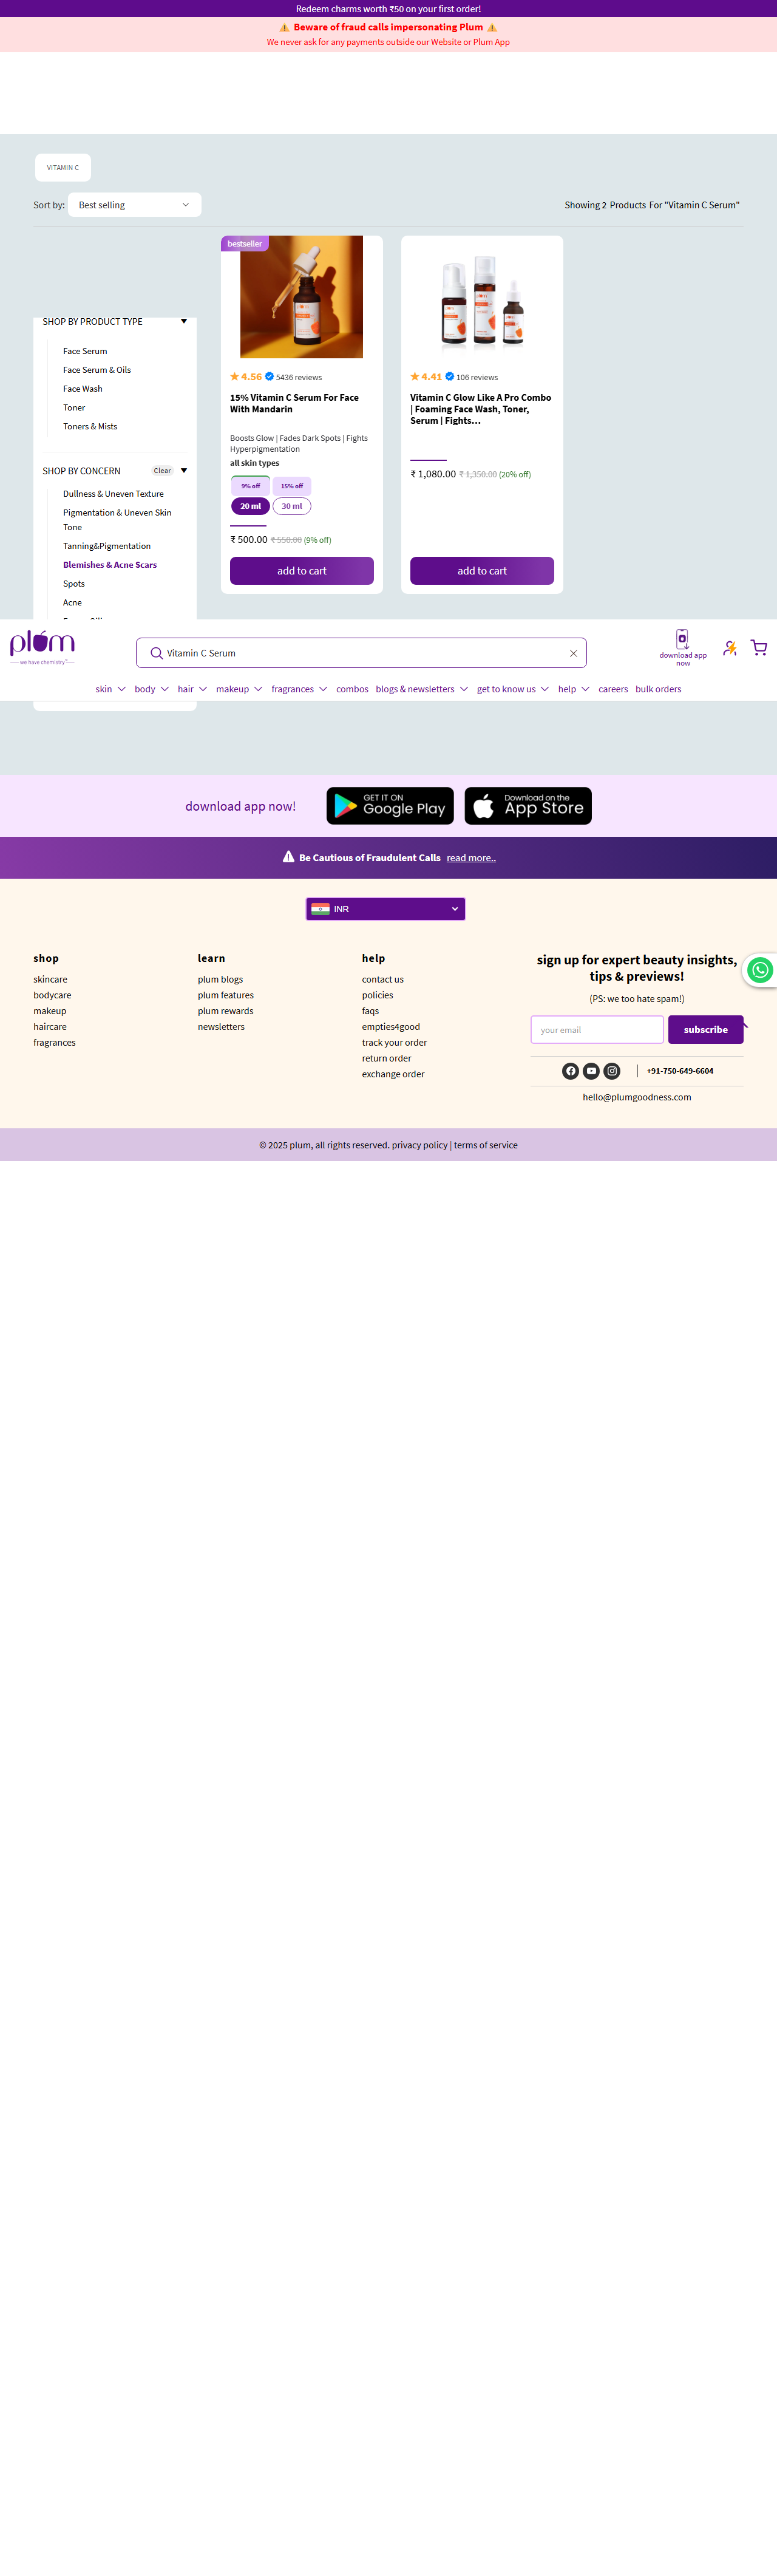 Redeem charms worth ₹50 on your first order!
⚠️ Beware of fraud calls impersonating Plum ⚠️
We never ask for any payments outside our Website or Plum App
VITAMIN C
Sort by: Best selling
Showing 2 Products For "Vitamin C Serum"
SHOP BY PRODUCT TYPE
Face Serum
Face Serum & Oils
Face Wash
Toner
Toners & Mists
SHOP BY CONCERN Clear
Dullness & Uneven Texture
Pigmentation & Uneven Skin
Tone
Tanning&Pigmentation
Blemishes & Acne Scars
Spots
Acne
bestseller
4.56 5436 reviews
15% Vitamin C Serum For Face
With Mandarin
Boosts Glow | Fades Dark Spots | Fights
Hyperpigmentation
all skin types
9% off 15% off
20 ml 30 ml
₹ 500.00 ₹ 550.00 (9% off)
add to cart
4.41 106 reviews
Vitamin C Glow Like A Pro Combo
| Foaming Face Wash, Toner,
Serum | Fights...
₹ 1,080.00 ₹ 1,350.00 (20% off)
add to cart
plum
we have chemistry
Vitamin C Serum
download app
now
skin body hair makeup fragrances combos blogs & newsletters get to know us help careers bulk orders
download app now!
GET IT ON
Google Play
Download on the
App Store
Be Cautious of Fraudulent Calls read more..
INR
shop
skincare
bodycare
makeup
haircare
fragrances
learn
plum blogs
plum features
plum rewards
newsletters
help
contact us
policies
faqs
empties4good
track your order
return order
exchange order
sign up for expert beauty insights,
tips & previews!
(PS: we too hate spam!)
your email subscribe
+91-750-649-6604
hello@plumgoodness.com
© 2025 plum, all rights reserved. privacy policy | terms of service